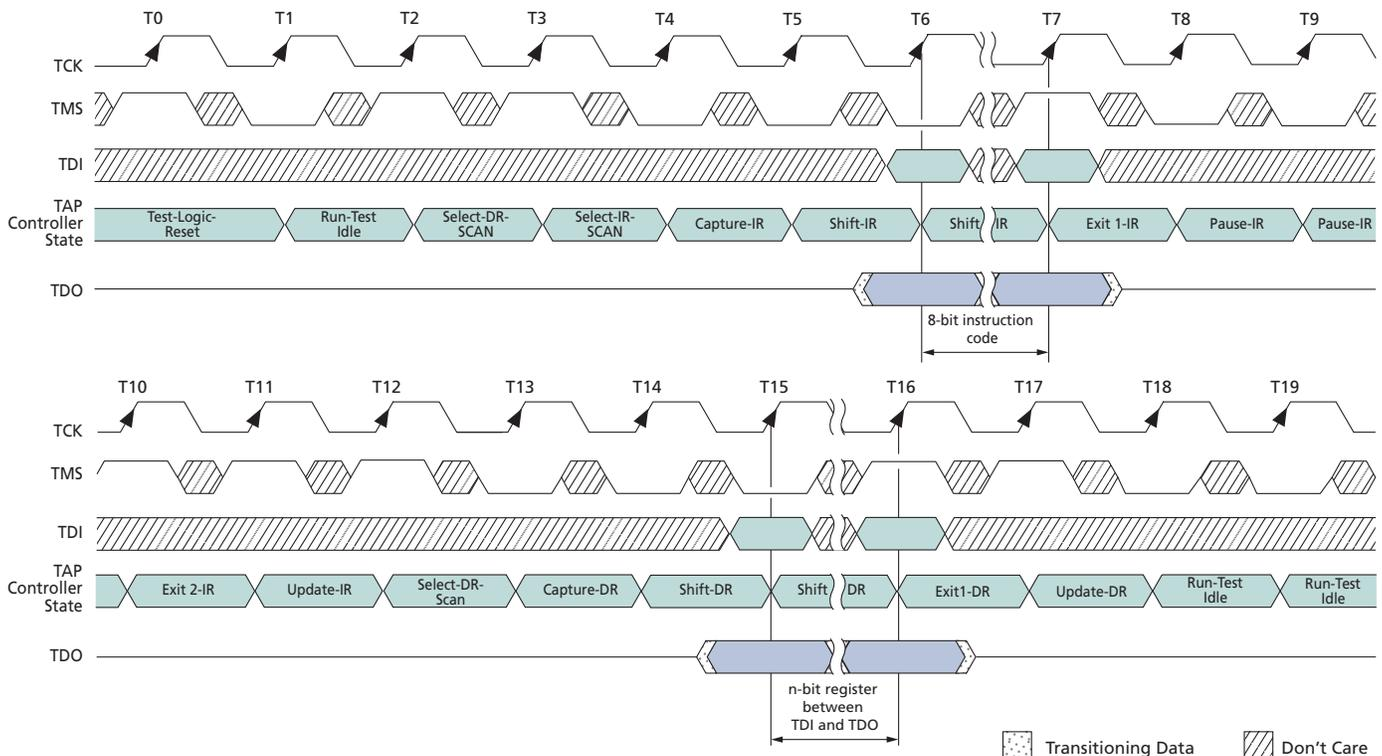 T0 T1 T2 T3 T4 T5 T6 T7 T8 T9
TCK
TMS
TDI
TAP
Controller
State
Test-Logic-
Reset
Run-Test
Idle
Select-DR-
SCAN
Select-IR-
SCAN
Capture-IR
Shift-IR
Shift IR
Exit 1-IR
Pause-IR
Pause-IR
TDO
8-bit instruction
code
T10 T11 T12 T13 T14 T15 T16 T17 T18 T19
TCK
TMS
TDI
TAP
Controller
State
Exit 2-IR
Update-IR
Select-DR-
Scan
Capture-DR
Shift-DR
Shift DR
Exit1-DR
Update-DR
Run-Test
Idle
Run-Test
Idle
TDO
n-bit register
between
TDI and TDO
Transitioning Data
Don't Care